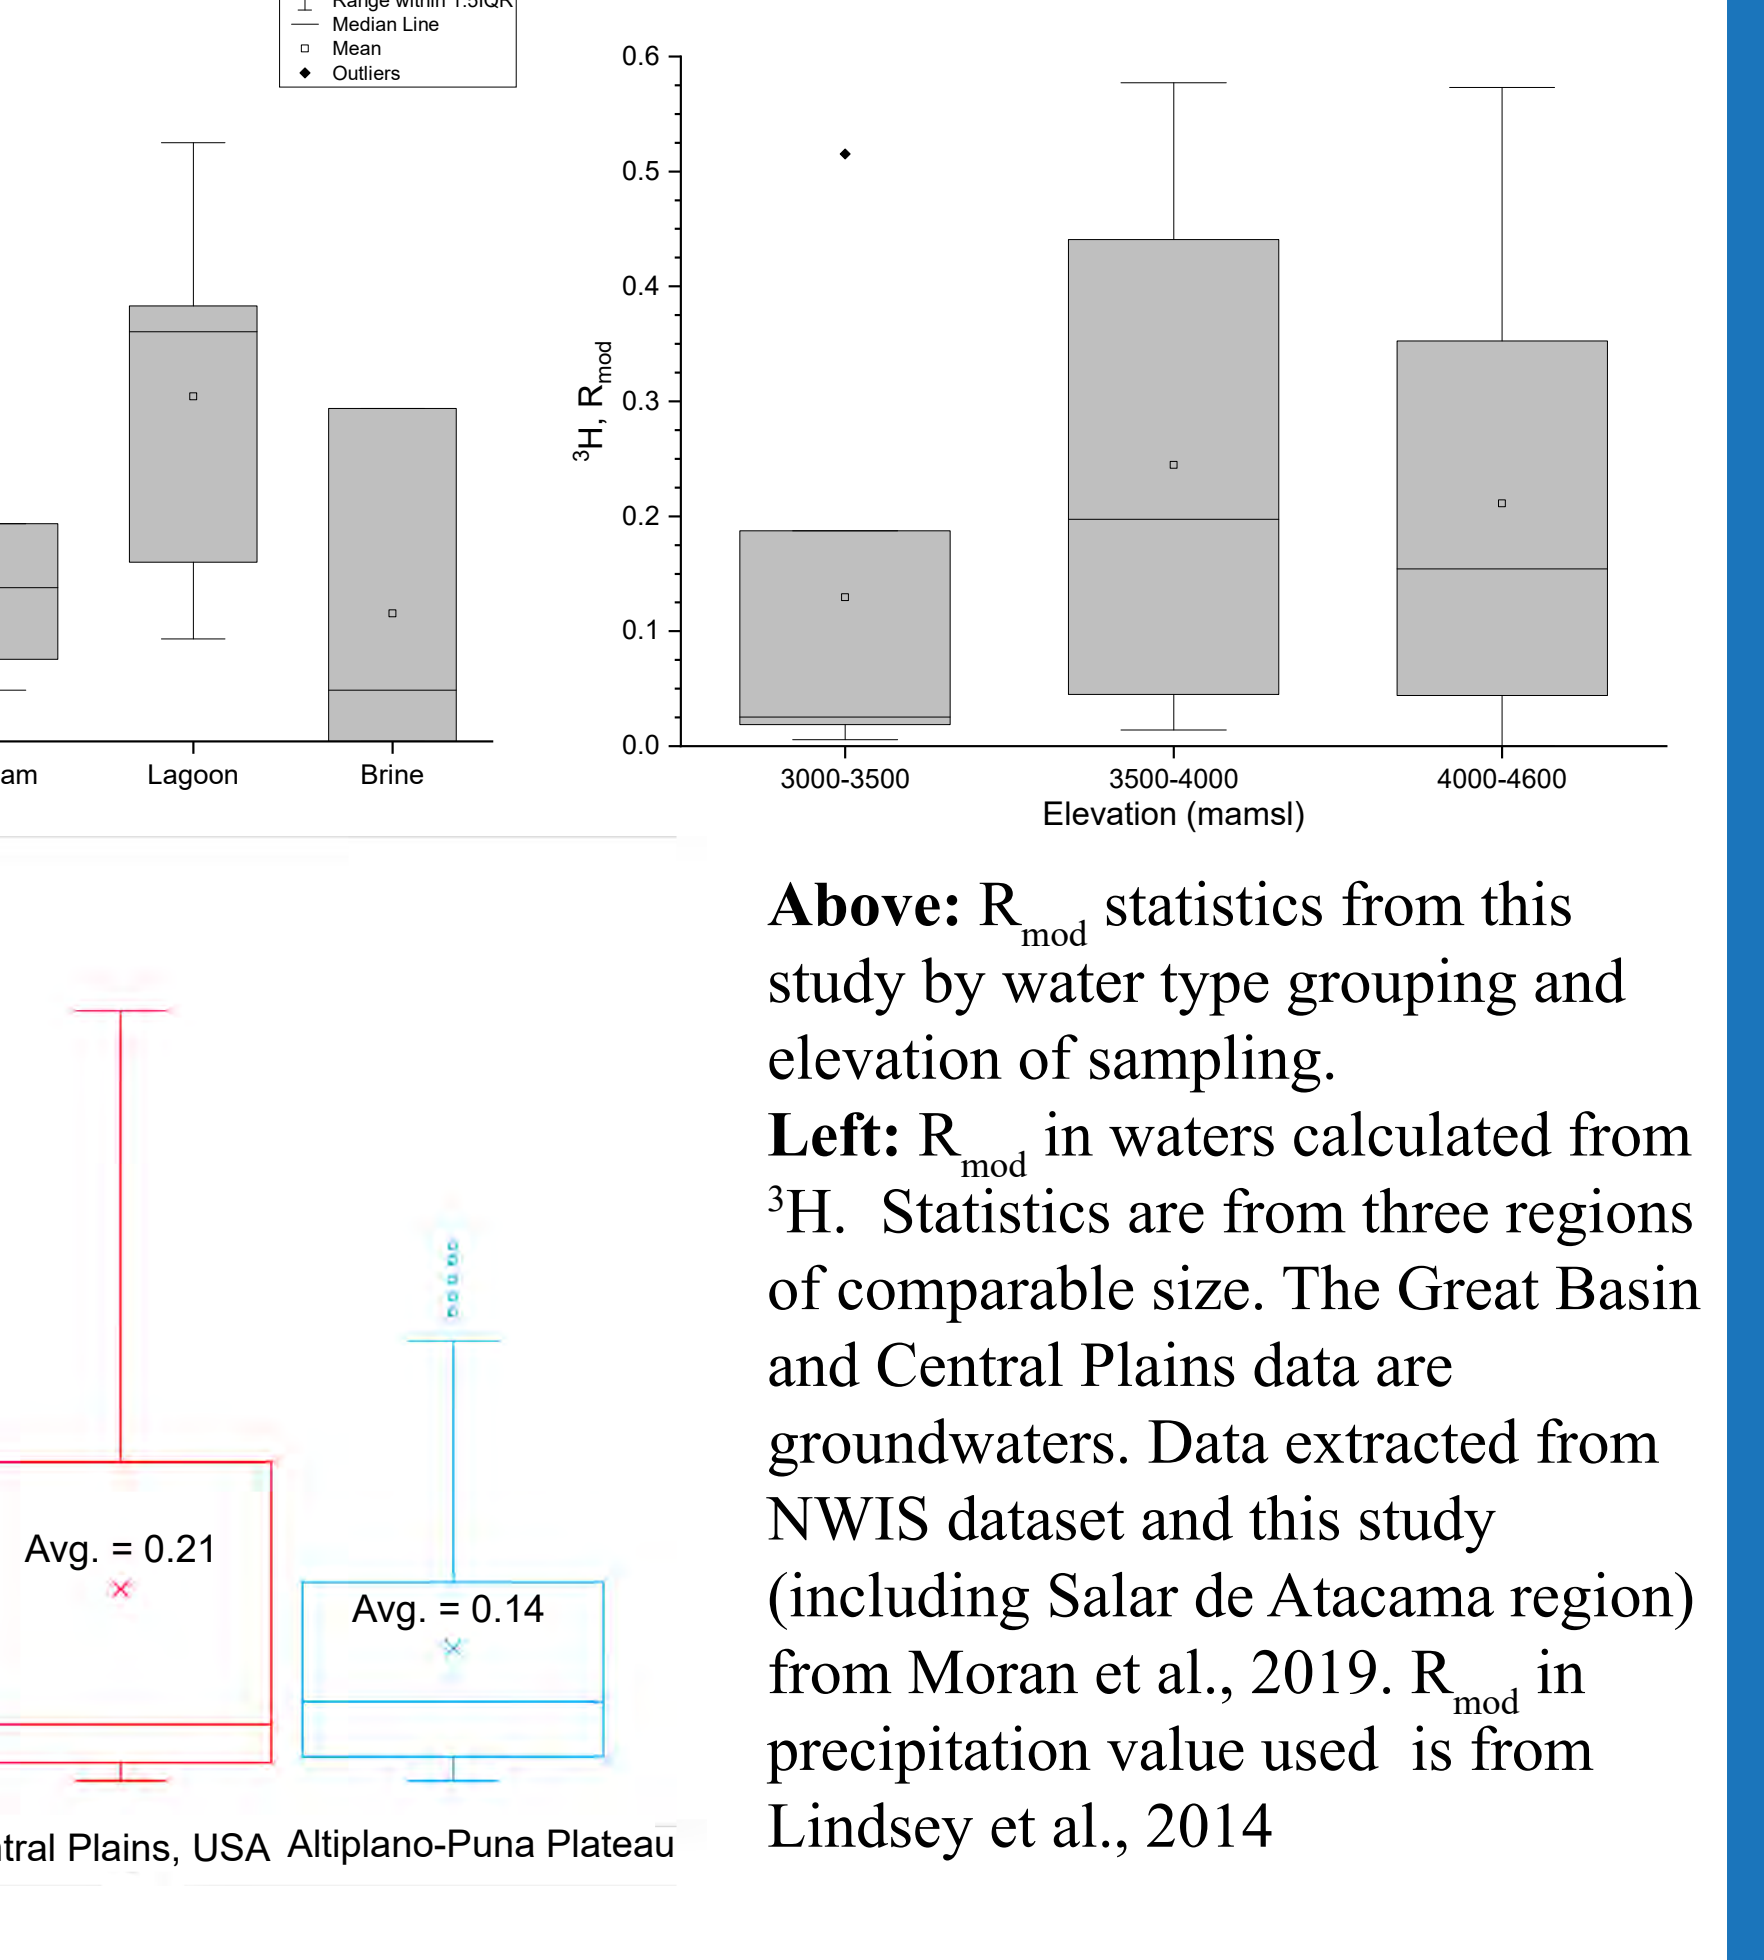 Range within 1.5IQR
Median Line
Mean
Outliers
Lagoon
Brine
0.6
0.5
0.4
0.3
0.2
0.1
0.0
³H, Rmod
3000-3500
3500-4000
4000-4600
Elevation (mamsl)
Above: Rmod statistics from this
study by water type grouping and
elevation of sampling.
Left: Rmod in waters calculated from
³H. Statistics are from three regions
of comparable size. The Great Basin
and Central Plains data are
groundwaters. Data extracted from
NWIS dataset and this study
(including Salar de Atacama region)
from Moran et al., 2019. Rmod in
precipitation value used is from
Lindsey et al., 2014
Avg. = 0.21
Avg. = 0.14
Plains, USA
Altiplano-Puna Plateau